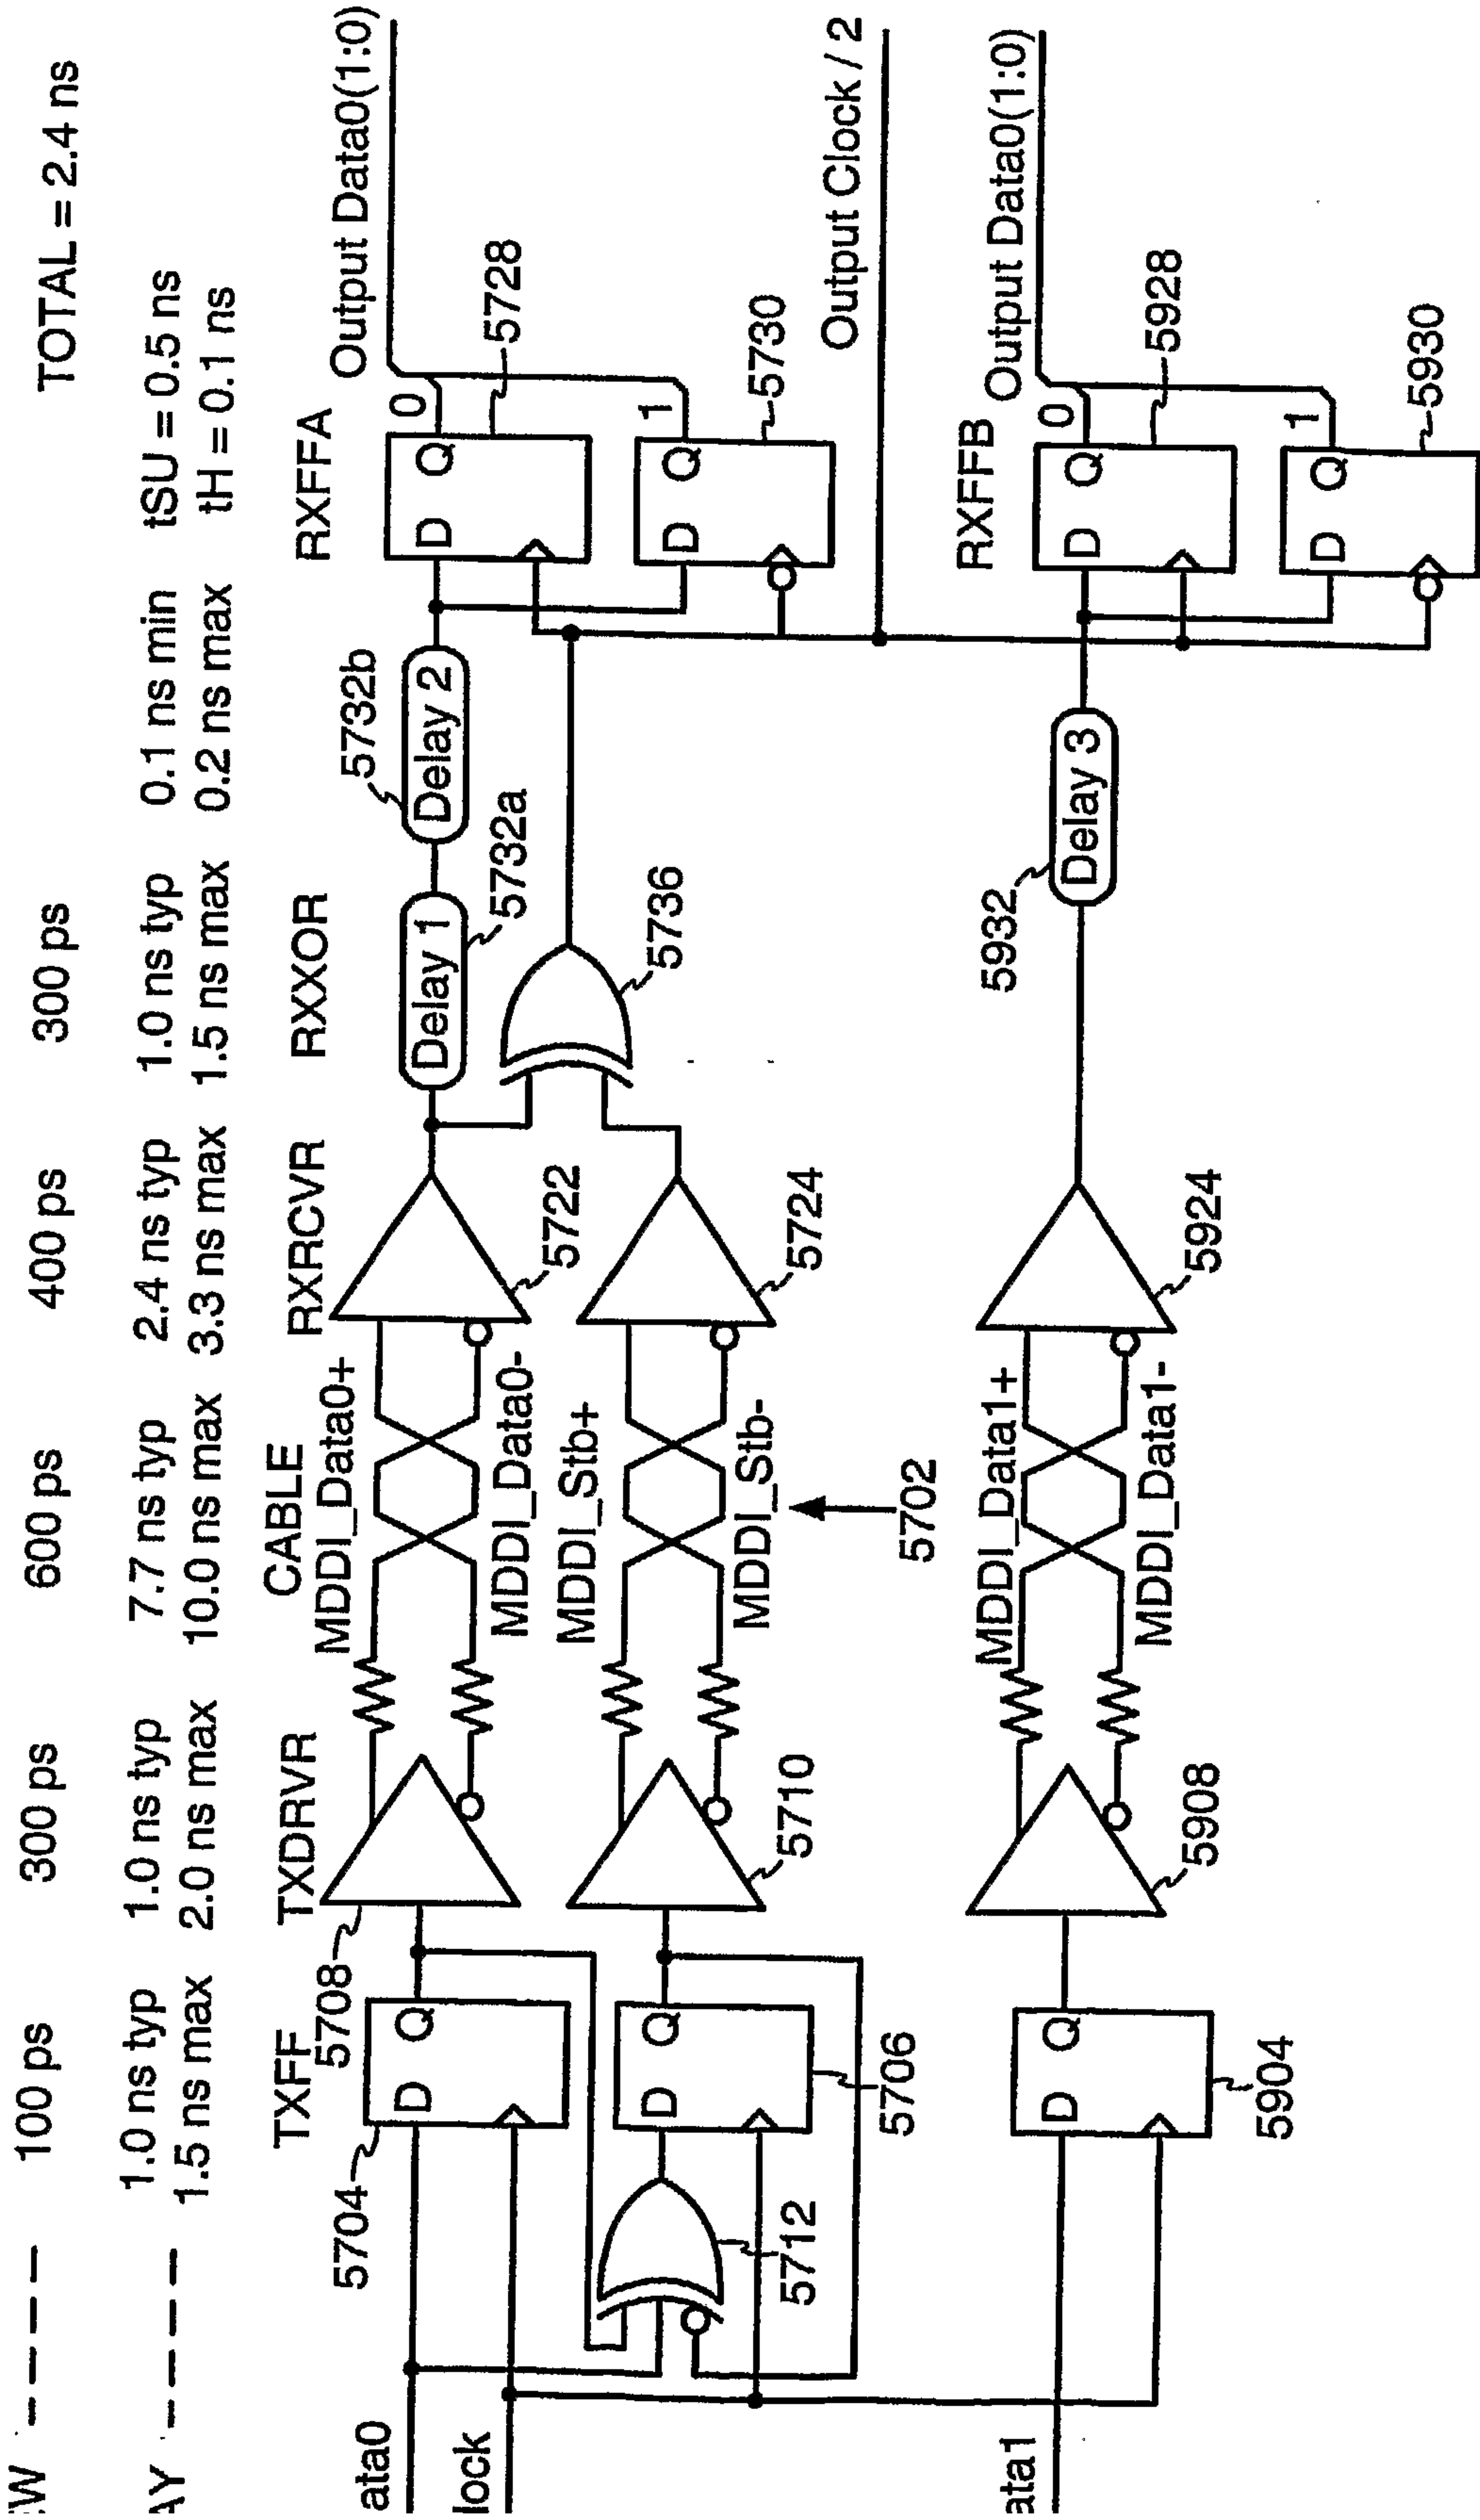 W 100 ps 300 ps 600 ps 400 ps 300 ps TOTAL = 2.4 ns
AY 1.0 ns typ 1.0 ns typ 7.7 ns typ 2.4 ns typ 1.0 ns typ 0.1 ns min tSU = 0.5 ns
1.5 ns max 2.0 ns max 10.0 ns max 3.3 ns max 1.5 ns max 0.2 ns max tH = 0.1 ns
TXFF TXDRVR CABLE RXRCVR RXXOR RXFFA
5704 5708 MDDI_Data0+ 5732b Output Data0(1:0)
ata0 D Q Delay 1 Delay 2 D Q 0
lock MDDI_Data0- 5722 5732a 5728
MDDI_Stb+
D Q D Q 1
5712 5706 5710 MDDI_Stb- 5724 5736 5730
5702 Output Clock / 2
RXFFB
ata1 MDDI_Data1+ 5932 Output Data0(1:0)
D Q Delay 3 D Q 0
MDDI_Data1- 5928
5904 5908 5924
D Q 1
5930